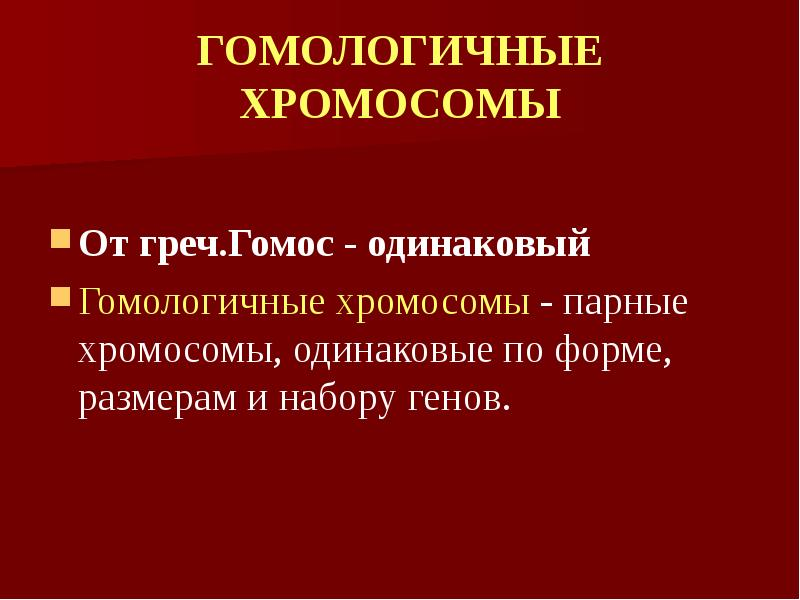 ГОМОЛОГИЧНЫЕ
ХРОМОСОМЫ
От греч.Гомос - одинаковый
Гомологичные хромосомы - парные
хромосомы, одинаковые по форме,
размерам и набору генов.